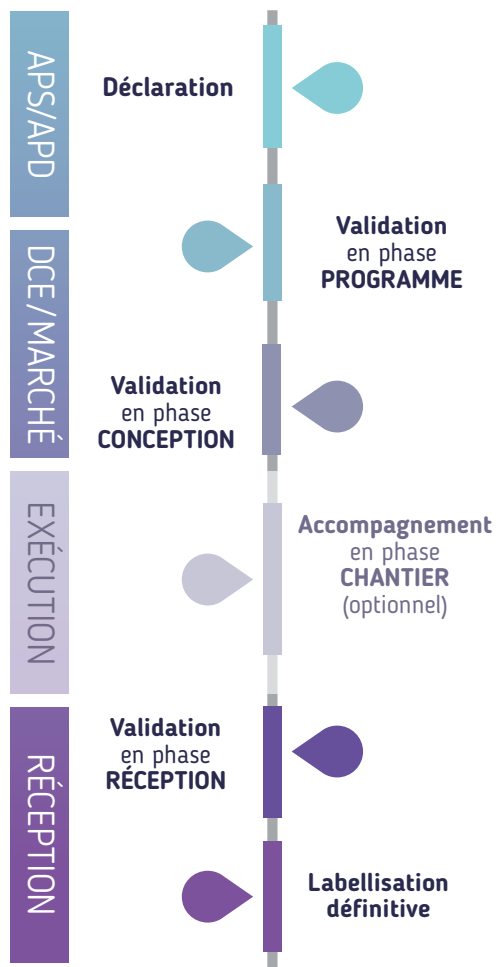 APS/APD
Déclaration
Validation
en phase
PROGRAMME
DCE/MARCHÉ
Validation
en phase
CONCEPTION
EXÉCUTION
Accompagnement
en phase
CHANTIER
(optionnel)
RÉCEPTION
Validation
en phase
RÉCEPTION
Labellisation
définitive